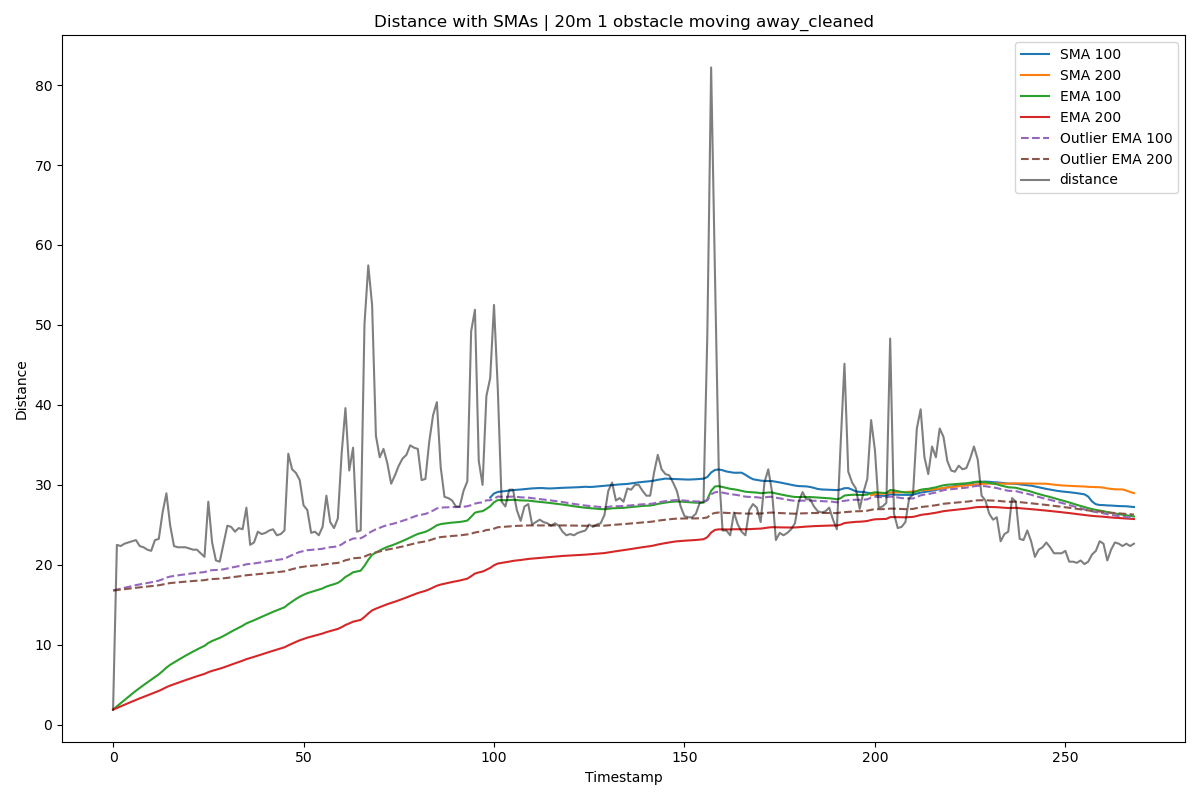 Distance with SMAs | 20m 1 obstacle moving away_cleaned
SMA 100
SMA 200
EMA 100
EMA 200
Outlier EMA 100
Outlier EMA 200
distance
80
70
60
50
40
30
20
10
0
Distance
0 50 100 150 200 250
Timestamp